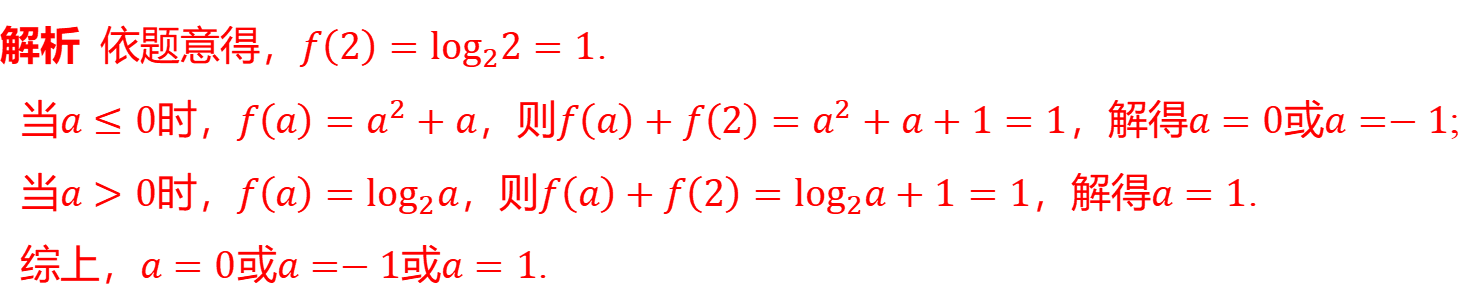 解析 依题意得，f(2) = log₂2 = 1.
当a ≤ 0时，f(a) = a² + a，则f(a) + f(2) = a² + a + 1 = 1，解得a = 0或a =− 1;
当a > 0时，f(a) = log₂a，则f(a) + f(2) = log₂a + 1 = 1，解得a = 1.
综上，a = 0或a =− 1或a = 1.